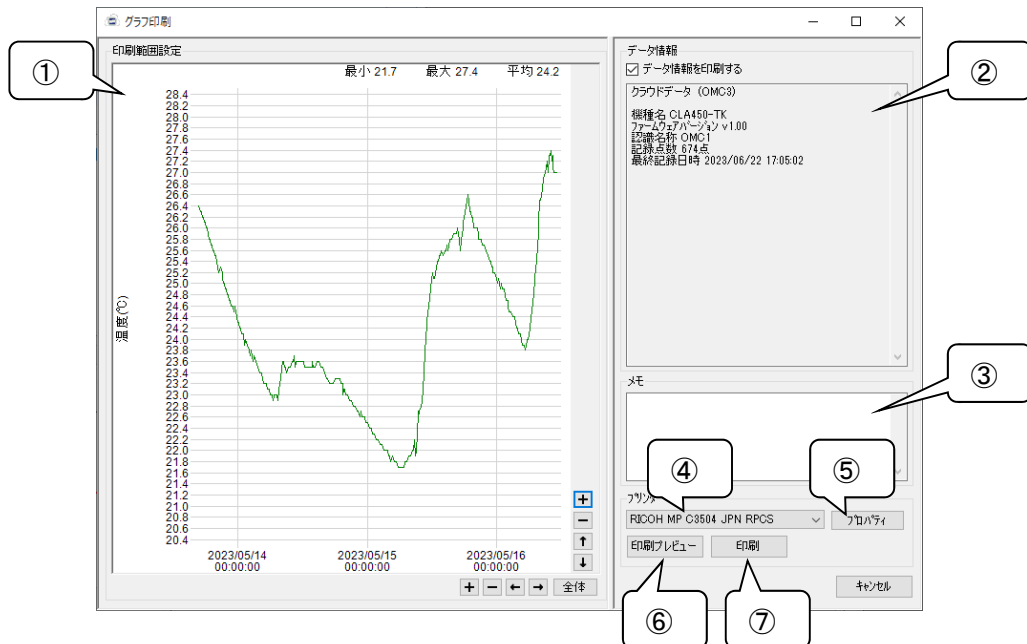 グラフ印刷
印刷範囲設定
①
最小 21.7 最大 27.4 平均 24.2
28.4
28.2
28.0
27.8
27.6
27.4
27.2
27.0
26.8
26.6
26.4
26.2
26.0
25.8
25.6
25.4
25.2
25.0
24.8
24.6
24.4
24.2
24.0
23.8
23.6
23.4
23.2
23.0
22.8
22.6
22.4
22.2
22.0
21.8
21.6
21.4
21.2
21.0
20.8
20.6
20.4
温度(℃)
2023/05/14
00:00:00
2023/05/15
00:00:00
2023/05/16
00:00:00
+
−
↑
↓
+ − ← → 全体
データ情報
データ情報を印刷する
②
クラウドデータ (OMC3)
機種名 CLA450-TK
ファームウェアバージョン v1.00
認識名称 OMC1
記録点数 674点
最終記録日時 2023/06/22 17:05:02
メモ
③
④
⑤
プリンタ
RICOH MP C3504 JPN RPCS
プロパティ
印刷プレビュー
印刷
キャンセル
⑥
⑦